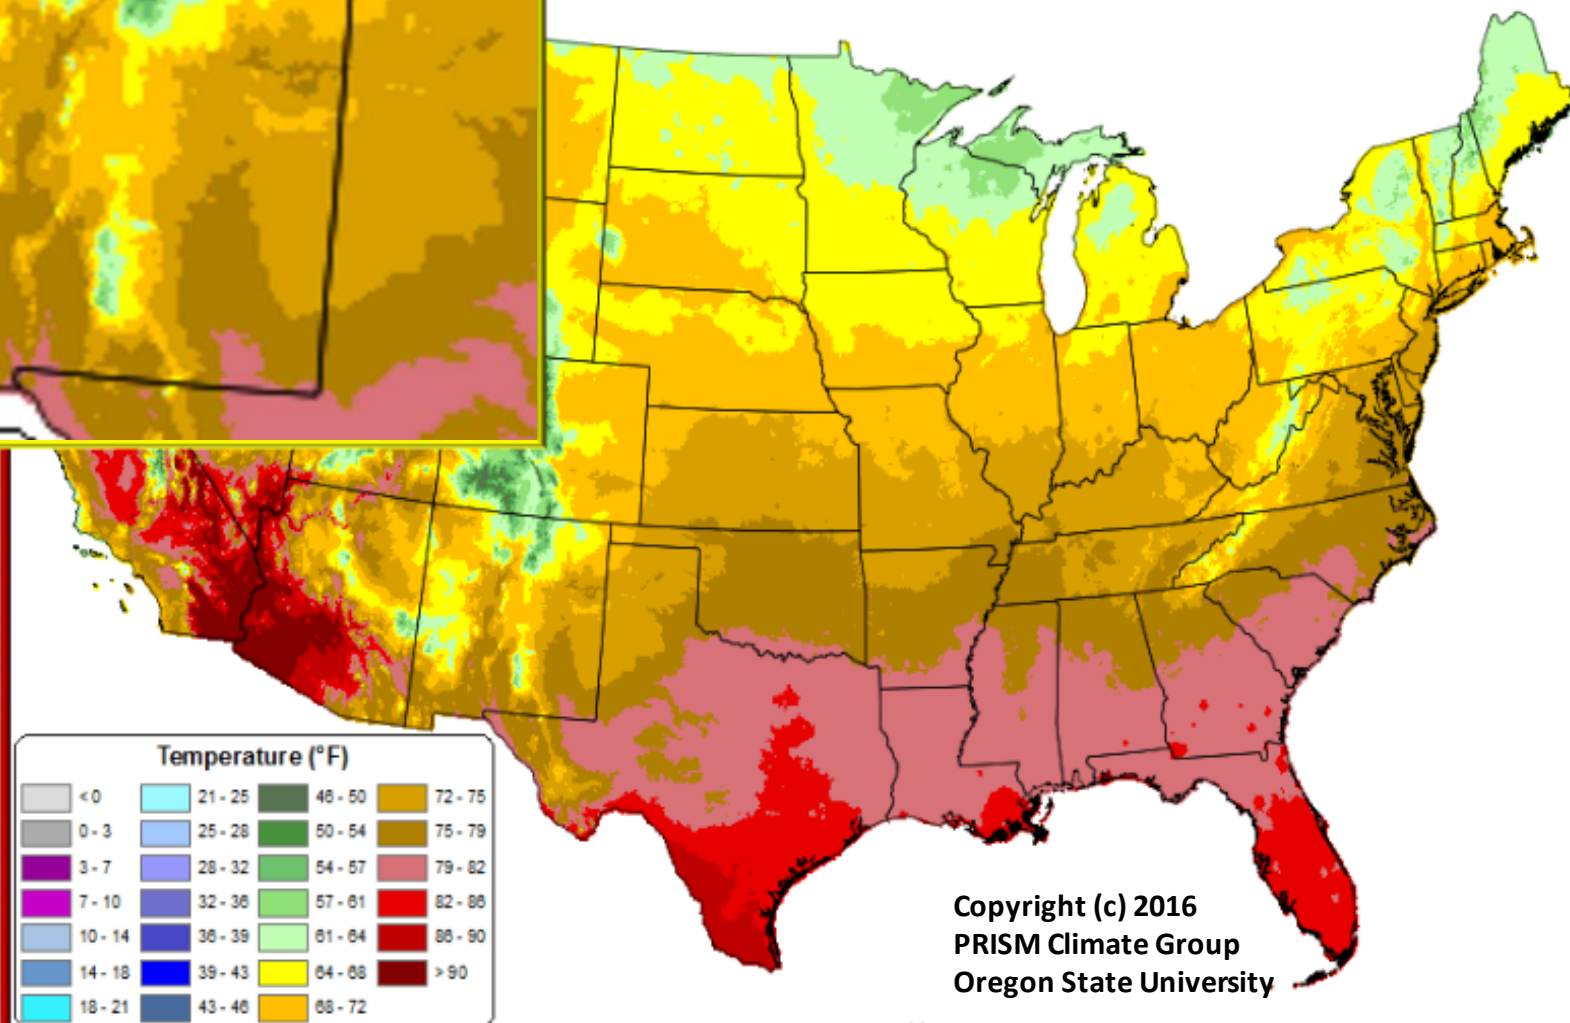 Temperature (°F)
< 0 21 - 25 46 - 50 72 - 75
0 - 3 25 - 28 50 - 54 75 - 79
3 - 7 28 - 32 54 - 57 79 - 82
7 - 10 32 - 36 57 - 61 82 - 86
10 - 14 36 - 39 61 - 64 86 - 90
14 - 18 39 - 43 64 - 68 > 90
18 - 21 43 - 46 68 - 72
Copyright (c) 2016
PRISM Climate Group
Oregon State University